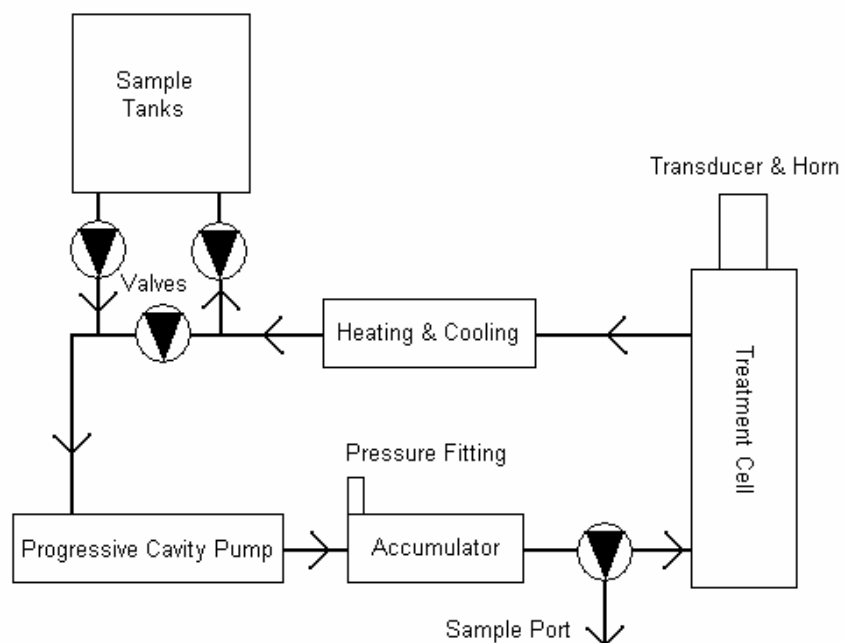 Sample
Tanks
Transducer & Horn
Valves
Heating & Cooling
Treatment Cell
Pressure Fitting
Progressive Cavity Pump
Accumulator
Sample Port